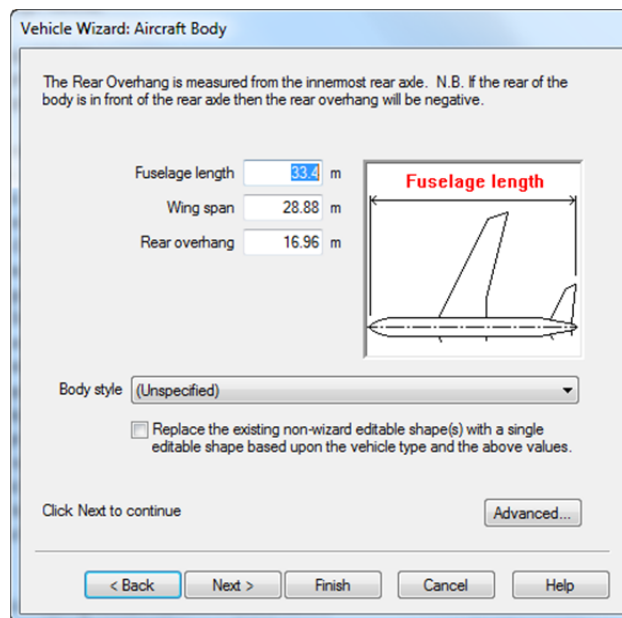 Vehicle Wizard: Aircraft Body
The Rear Overhang is measured from the innermost rear axle. N.B. If the rear of the
body is in front of the rear axle then the rear overhang will be negative.
Fuselage length 33.4 m
Wing span 28.88 m
Rear overhang 16.96 m
Fuselage length
Body style (Unspecified)
Replace the existing non-wizard editable shape(s) with a single
editable shape based upon the vehicle type and the above values.
Click Next to continue
Advanced...
< Back Next > Finish Cancel Help